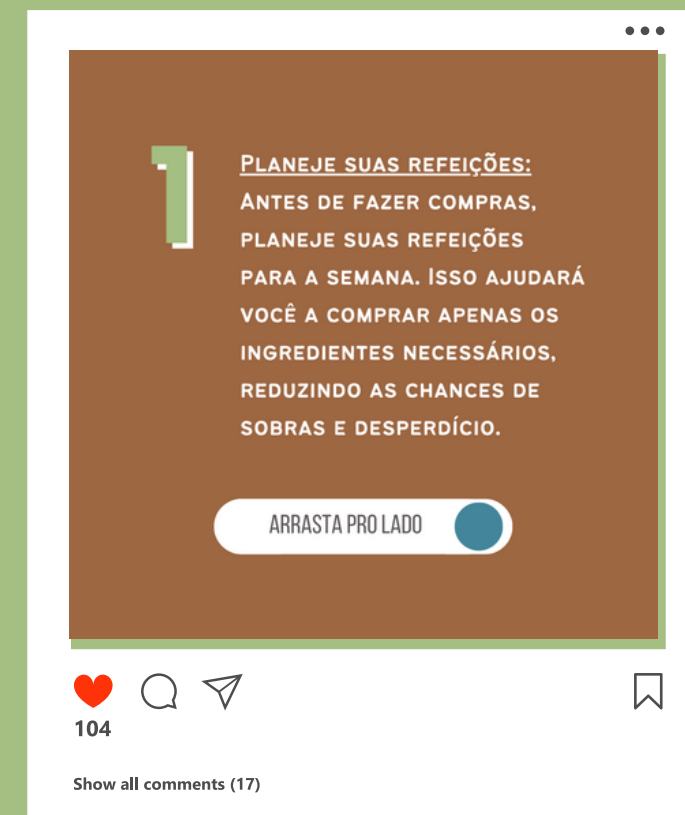 1
PLANEJE SUAS REFEIÇÕES:
ANTES DE FAZER COMPRAS,
PLANEJE SUAS REFEIÇÕES
PARA A SEMANA. ISSO AJUDARÁ
VOCÊ A COMPRAR APENAS OS
INGREDIENTES NECESSÁRIOS,
REDUZINDO AS CHANCES DE
SOBRAS E DESPERDÍCIO.
ARRASTA PRO LADO
104
Show all comments (17)